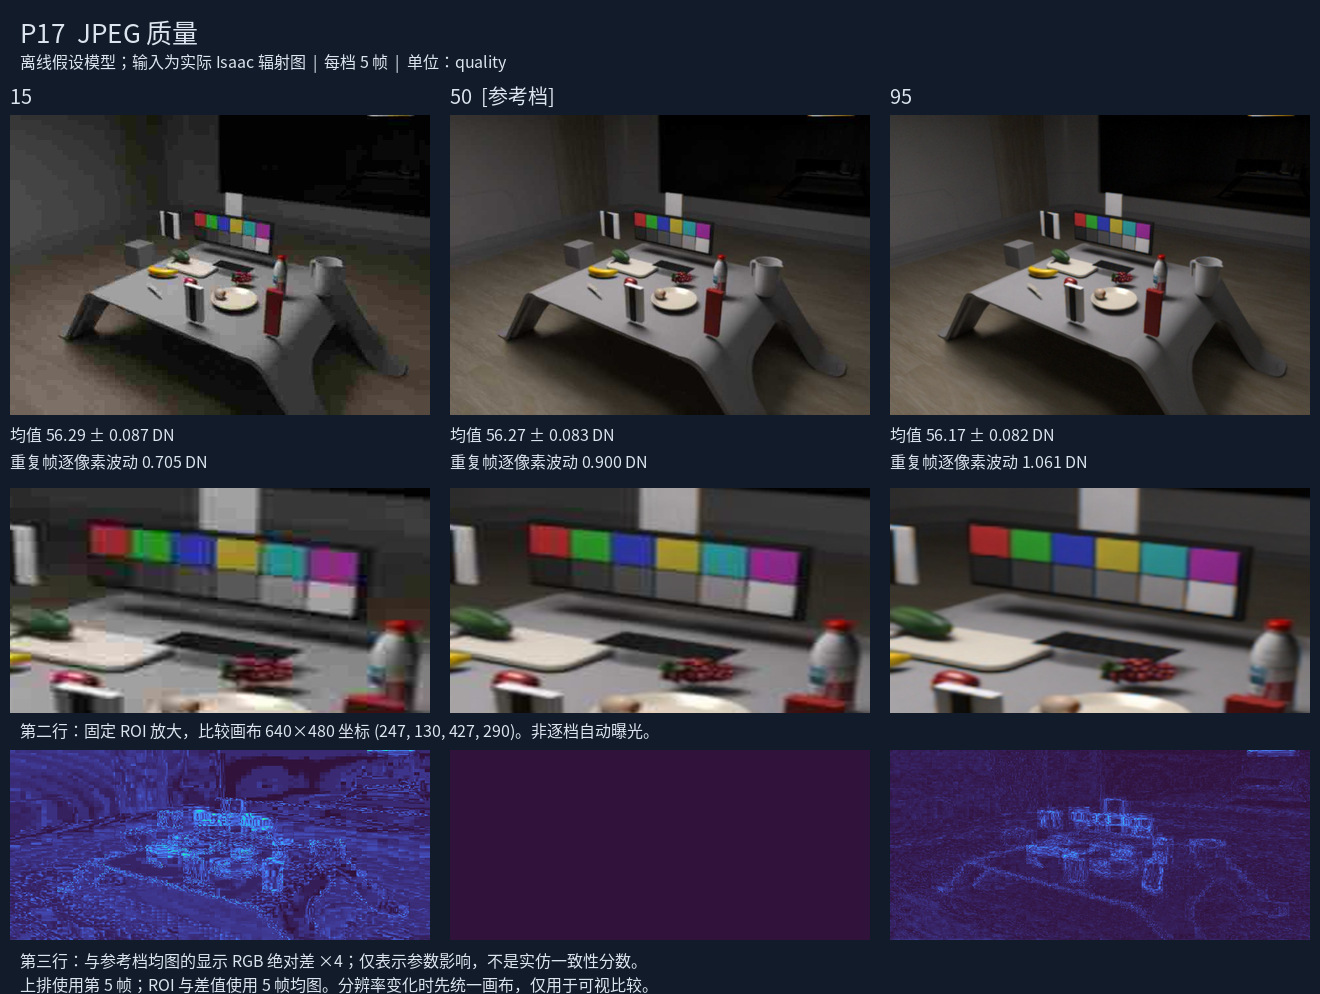 P17 JPEG 质量
离线假设模型；输入为实际 Isaac 辐射图 | 每档 5 帧 | 单位：quality
15
50 [参考档]
95
均值 56.29 ± 0.087 DN
重复帧逐像素波动 0.705 DN
均值 56.27 ± 0.083 DN
重复帧逐像素波动 0.900 DN
均值 56.17 ± 0.082 DN
重复帧逐像素波动 1.061 DN
第二行：固定 ROI 放大，比较画布 640×480 坐标 (247, 130, 427, 290)。非逐档自动曝光。
第三行：与参考档均图的显示 RGB 绝对差 ×4；仅表示参数影响，不是实仿一致性分数。
上排使用第 5 帧；ROI 与差值使用 5 帧均图。分辨率变化时先统一画布，仅用于可视比较。